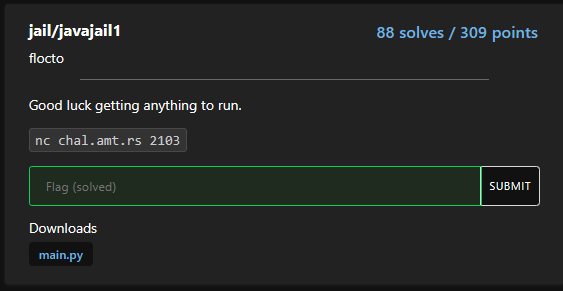 jail/javajail1
88 solves / 309 points
flocto
Good luck getting anything to run.
nc chal.amt.rs 2103
Flag (solved)
SUBMIT
Downloads
main.py